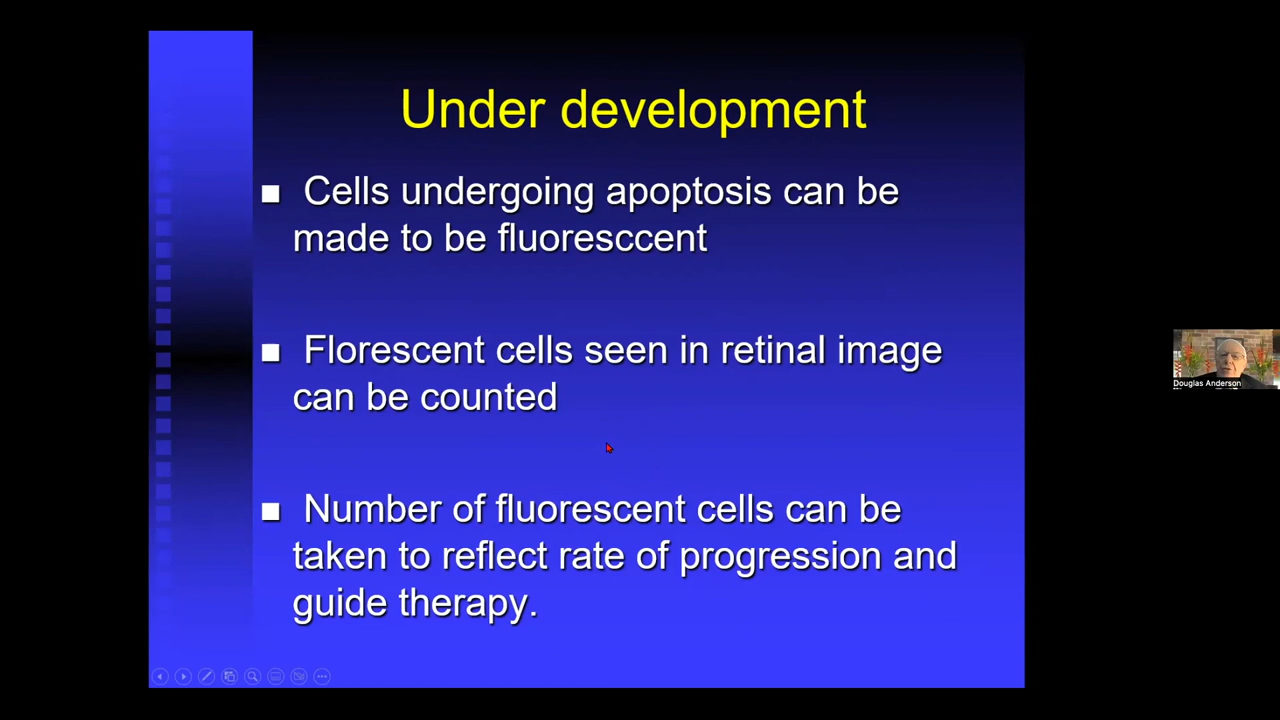 Under development
Cells undergoing apoptosis can be
made to be fluoresccent
Florescent cells seen in retinal image
can be counted
Number of fluorescent cells can be
taken to reflect rate of progression and
guide therapy.
Douglas Anderson